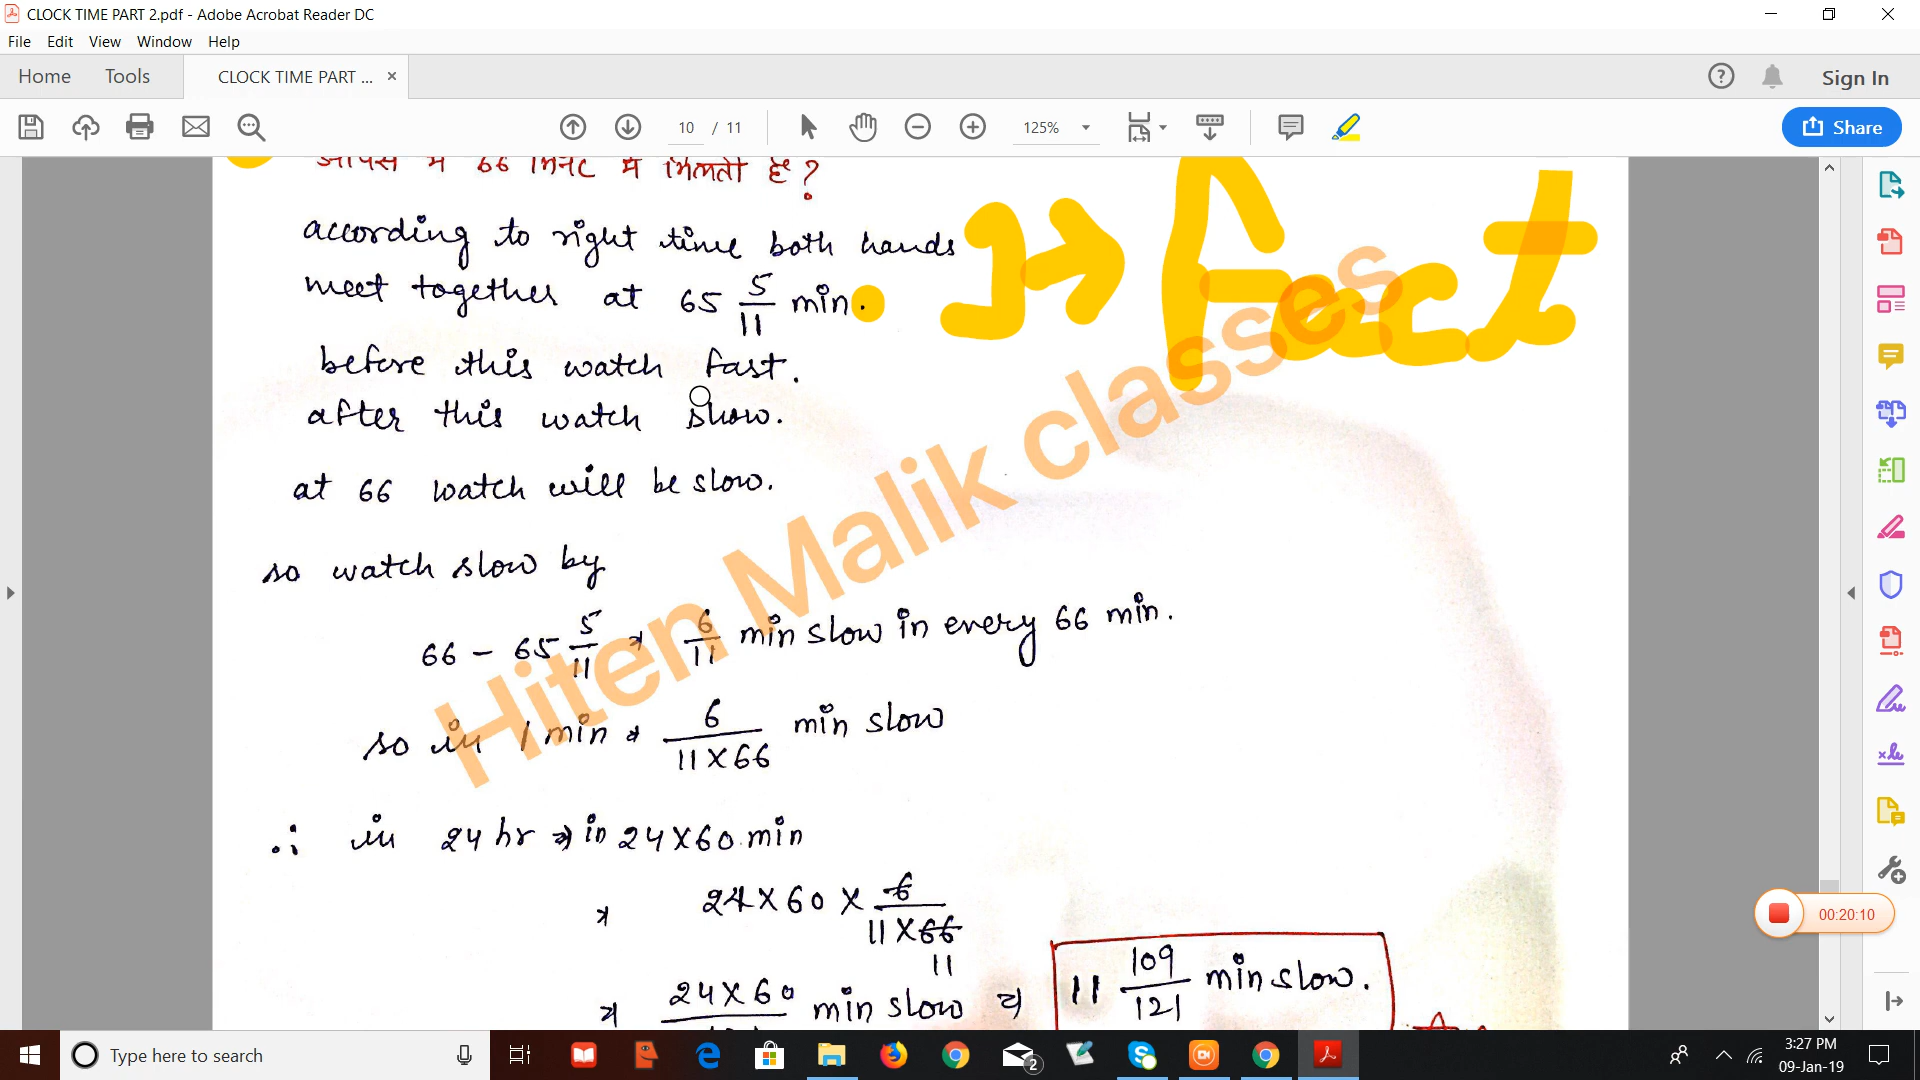 CLOCK TIME PART 2.pdf - Adobe Acrobat Reader DC
File Edit View Window Help
Home Tools CLOCK TIME PART ... × Sign In
10 / 11 125% Share
आपस में 66 मिनट में मिलती है?
according to right time both hands
meet together at 65 5/11 min.
Fact
before this watch fast.
after this watch slow.
at 66 watch will be slow.
so watch slow by
66 - 65 5/11 ⇒ 6/11 min slow in every 66 min.
so in 1 min ⇒ 6/11×66 min slow
∴ in 24 hr ⇒ in 24×60 min
⇒ 24×60× 6/11×66
11
⇒ 24×60 min slow ⇒ 11 109/121 min slow.
Hiten Malik classes
00:20:10
Type here to search
2
3:27 PM
09-Jan-19